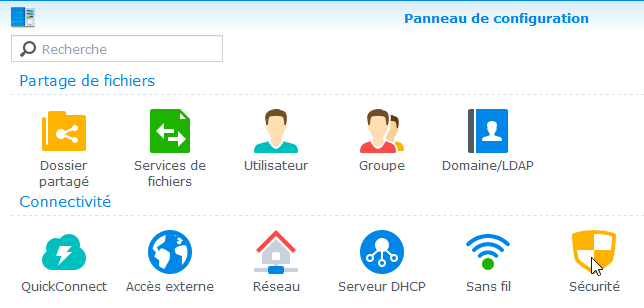 Panneau de configuration
Recherche
Partage de fichiers
Dossier partagé
Services de fichiers
Utilisateur
Groupe
Domaine/LDAP
Connectivité
QuickConnect
Accès externe
Réseau
Serveur DHCP
Sans fil
Sécurité